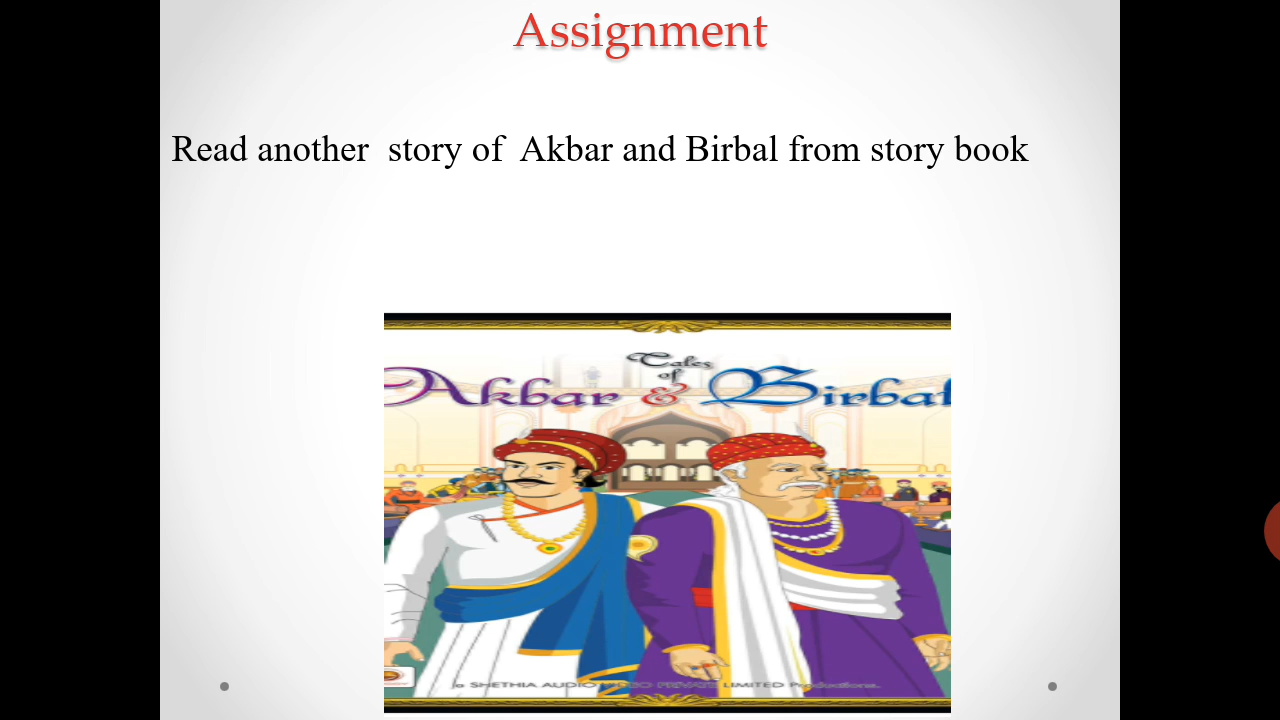 Assignment
Read another  story of  Akbar and Birbal from story book
Tales
of
Akbar & Birbal
a SHETHIA AUDIO VIDEO PRIVATE LIMITED Productions.